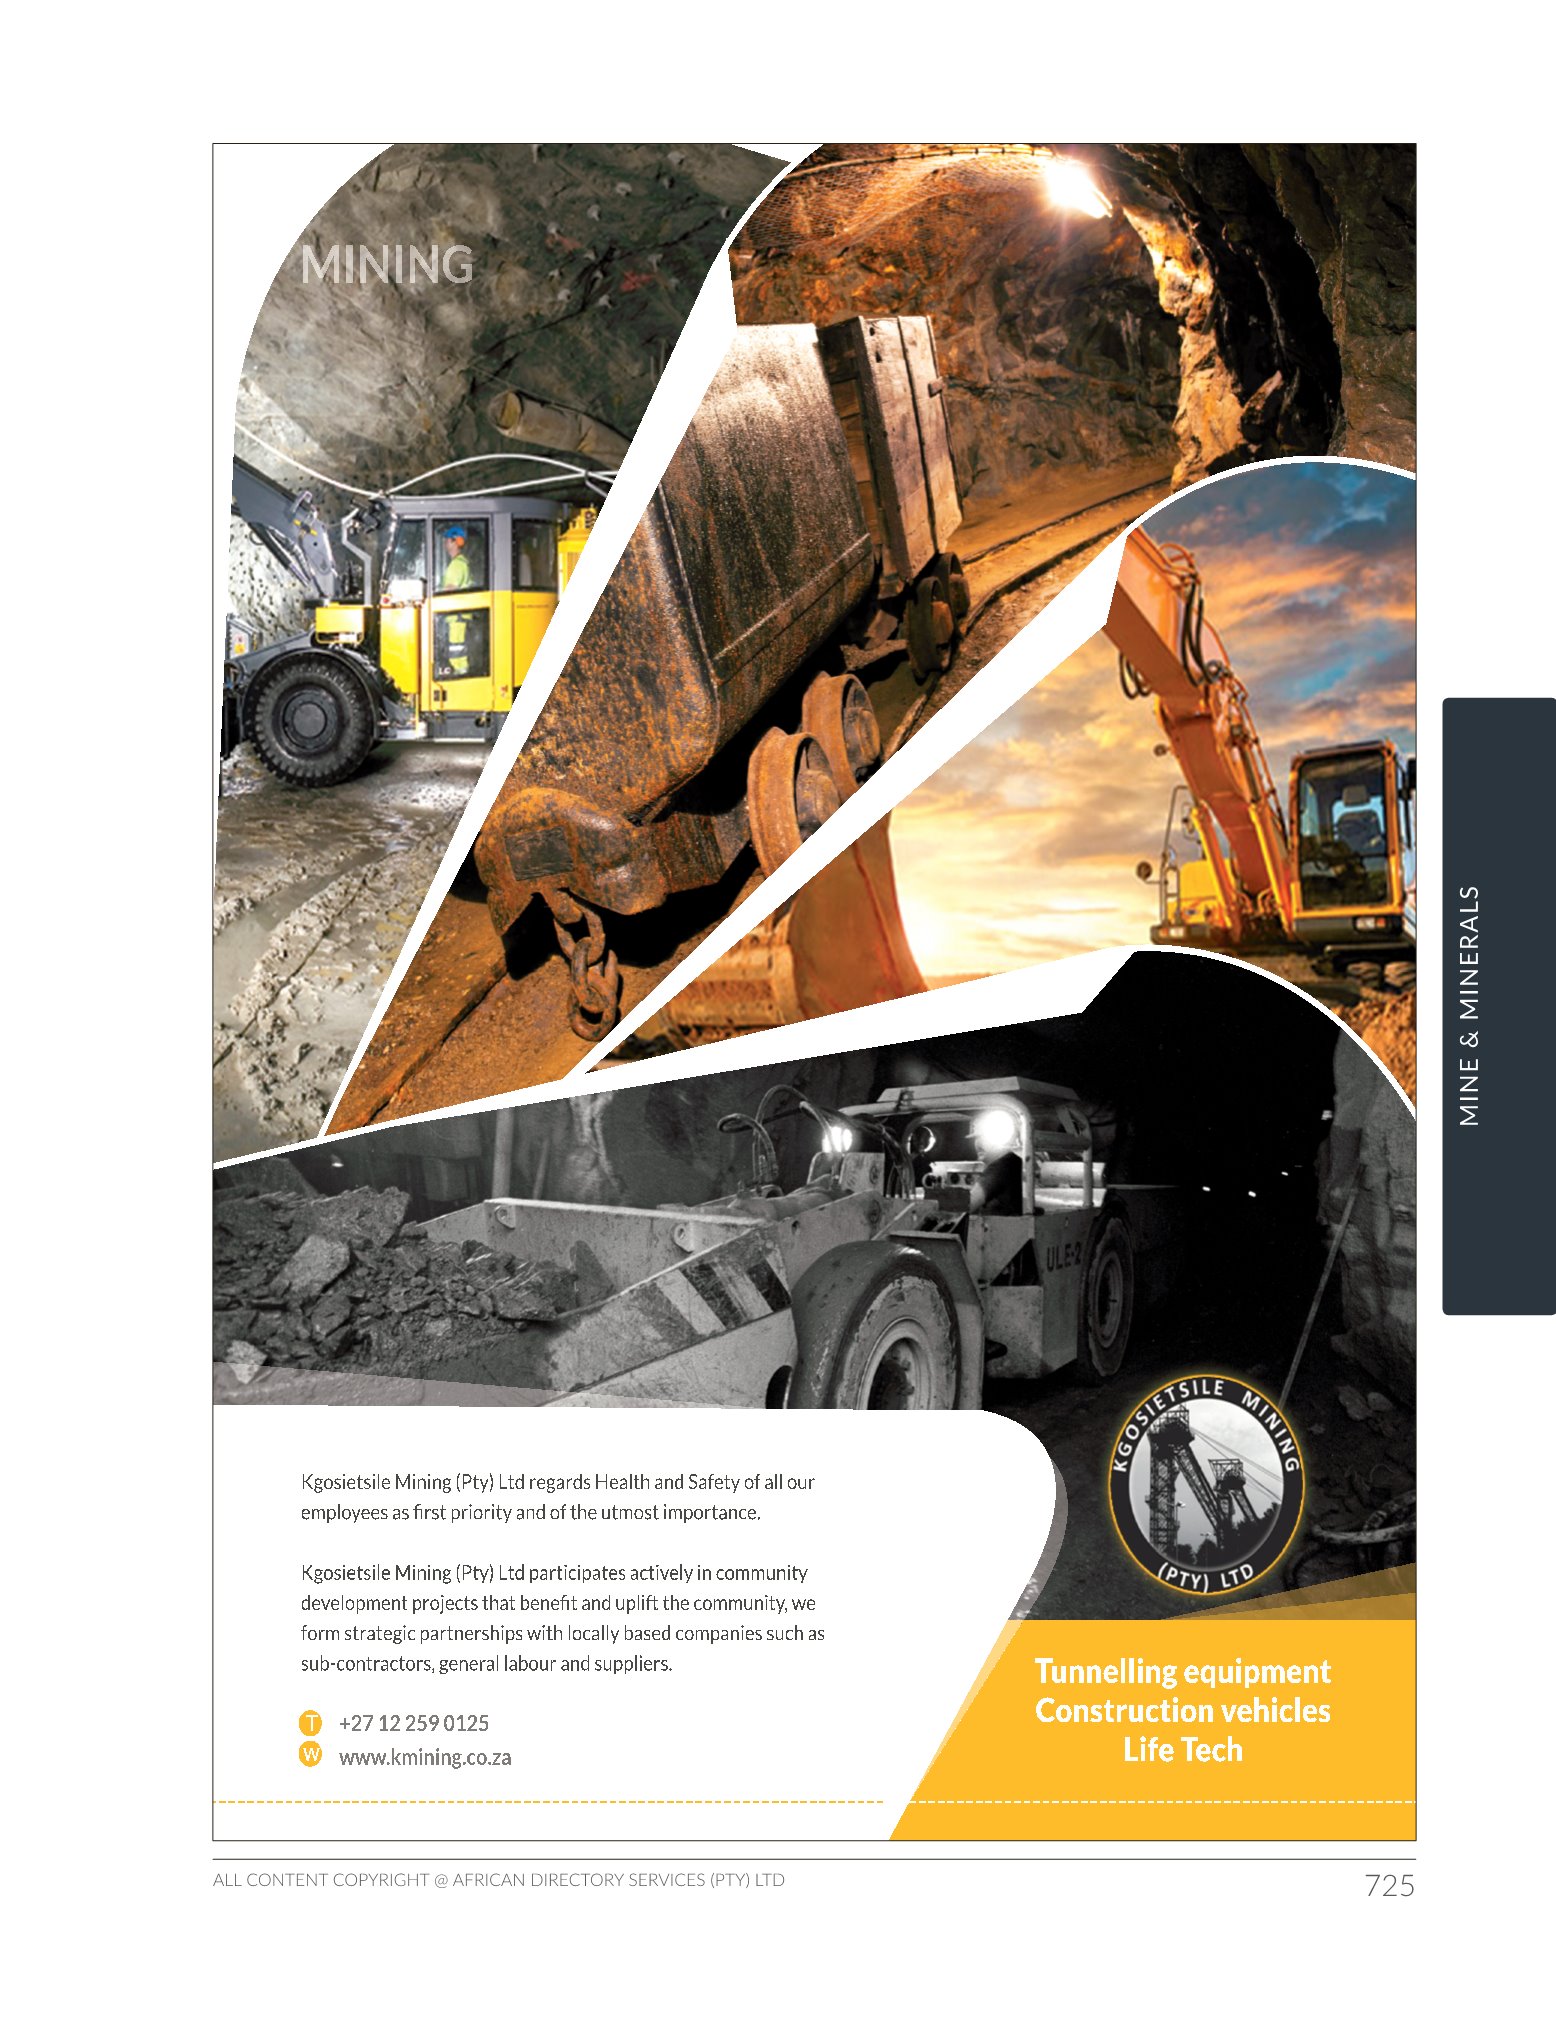 MINING
LC
ULE-2
MINE & MINERALS
KGOSIETSILE MINING
(PTY) LTD
Kgosietsile Mining (Pty) Ltd regards Health and Safety of all our
employees as first priority and of the utmost importance.
Kgosietsile Mining (Pty) Ltd participates actively in community
development projects that benefit and uplift the community, we
form strategic partnerships with locally based companies such as
sub-contractors, general labour and suppliers.
T +27 12 259 0125
W www.kmining.co.za
Tunnelling equipment
Construction vehicles
Life Tech
ALL CONTENT COPYRIGHT @ AFRICAN DIRECTORY SERVICES (PTY) LTD
725